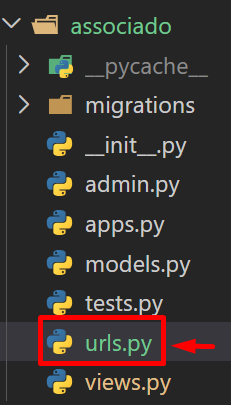 associado
__pycache__
migrations
__init__.py
admin.py
apps.py
models.py
tests.py
urls.py
views.py